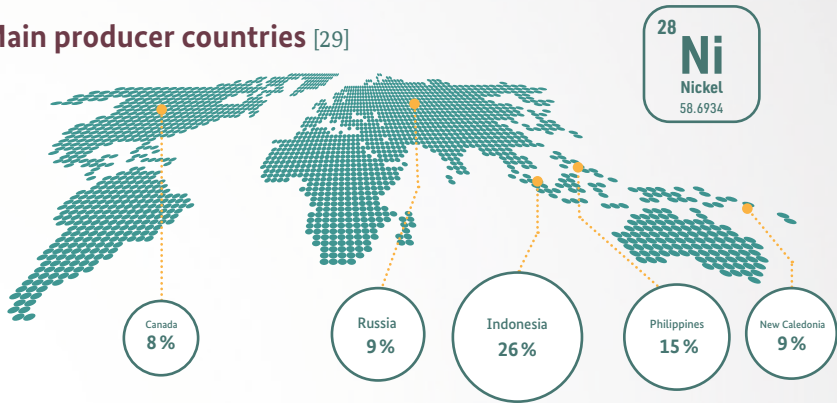 Main producer countries [29]
28
Ni
Nickel
58.6934
Canada
8 %
Russia
9 %
Indonesia
26 %
Philippines
15 %
New Caledonia
9 %